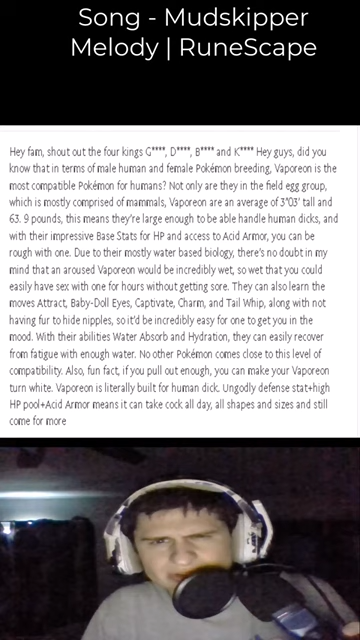 Song - Mudskipper
Melody | RuneScape
Hey fam, shout out the four kings G****, D****, B**** and K**** Hey guys, did you
know that in terms of male human and female Pokémon breeding, Vaporeon is the
most compatible Pokémon for humans? Not only are they in the field egg group,
which is mostly comprised of mammals, Vaporeon are an average of 3"03' tall and
63. 9 pounds, this means they're large enough to be able handle human dicks, and
with their impressive Base Stats for HP and access to Acid Armor, you can be
rough with one. Due to their mostly water based biology, there's no doubt in my
mind that an aroused Vaporeon would be incredibly wet, so wet that you could
easily have sex with one for hours without getting sore. They can also learn the
moves Attract, Baby-Doll Eyes, Captivate, Charm, and Tail Whip, along with not
having fur to hide nipples, so it'd be incredibly easy for one to get you in the
mood. With their abilities Water Absorb and Hydration, they can easily recover
from fatigue with enough water. No other Pokémon comes close to this level of
compatibility. Also, fun fact, if you pull out enough, you can make your Vaporeon
turn white. Vaporeon is literally built for human dick. Ungodly defense stat+high
HP pool+Acid Armor means it can take cock all day, all shapes and sizes and still
come for more